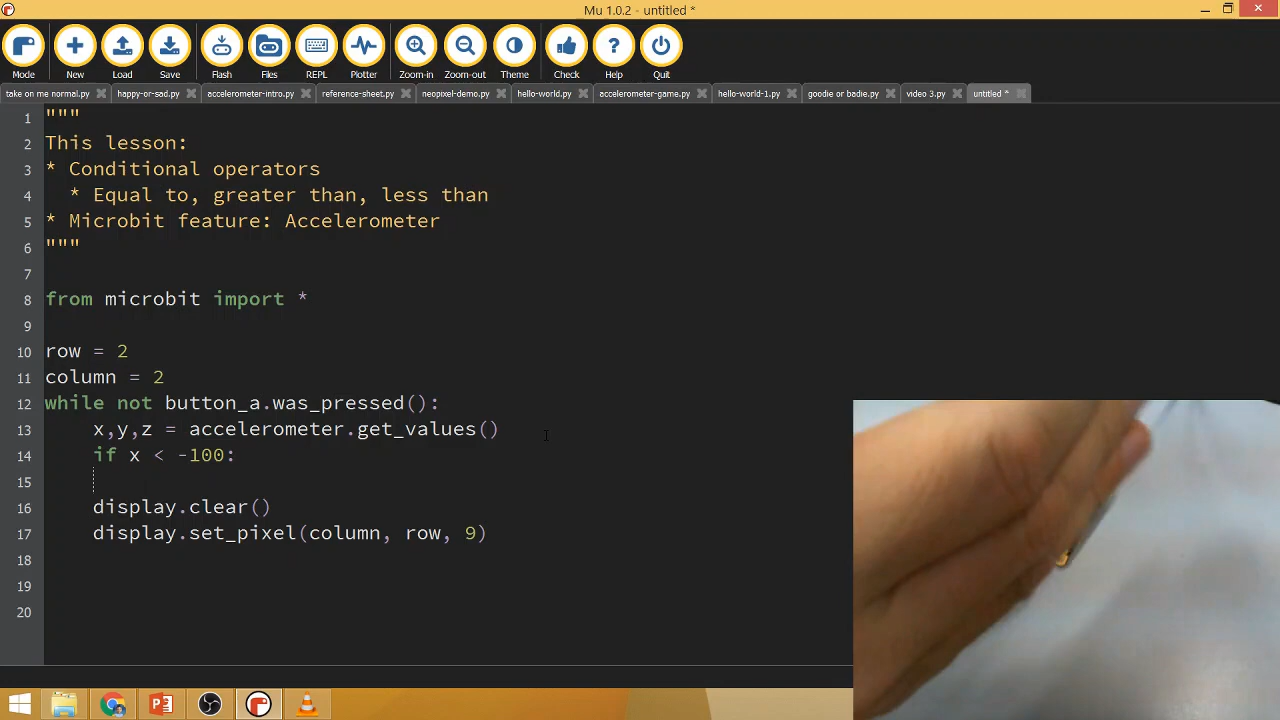 Mu 1.0.2 - untitled *
Mode New Load Save Flash Files REPL Plotter Zoom-in Zoom-out Theme Check Help Quit
take on me normal.py happy-or-sad.py accelerometer-intro.py reference-sheet.py neopixel-demo.py hello-world.py accelerometer-game.py hello-world-1.py goodie or badie.py video 3.py untitled *
1 """
2 This lesson:
3 * Conditional operators
4 * Equal to, greater than, less than
5 * Microbit feature: Accelerometer
6 """
7
8 from microbit import *
9
10 row = 2
11 column = 2
12 while not button_a.was_pressed():
13 x,y,z = accelerometer.get_values()
14 if x < -100:
15
16 display.clear()
17 display.set_pixel(column, row, 9)
18
19
20